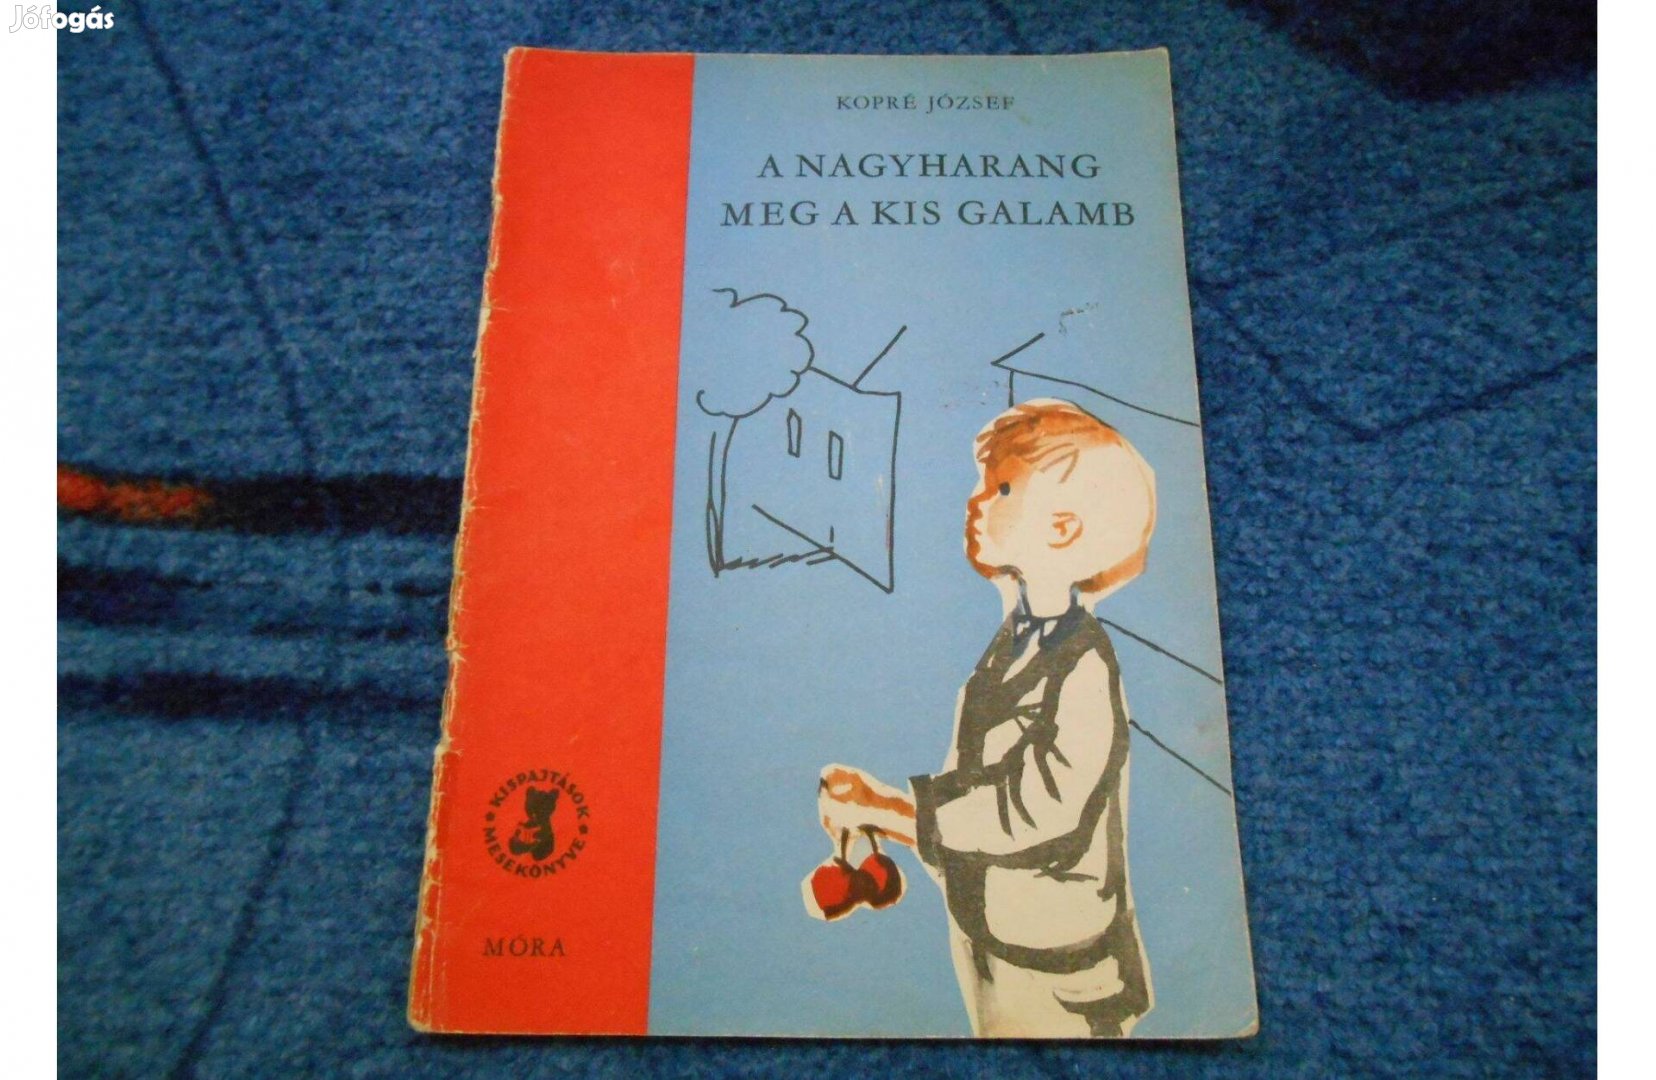 Jófogás
KOPRÉ JÓZSEF
A NAGYHARANG
MEG A KIS GALAMB
KISPAJTÁSOK
MESEKÖNYVE
MÓRA